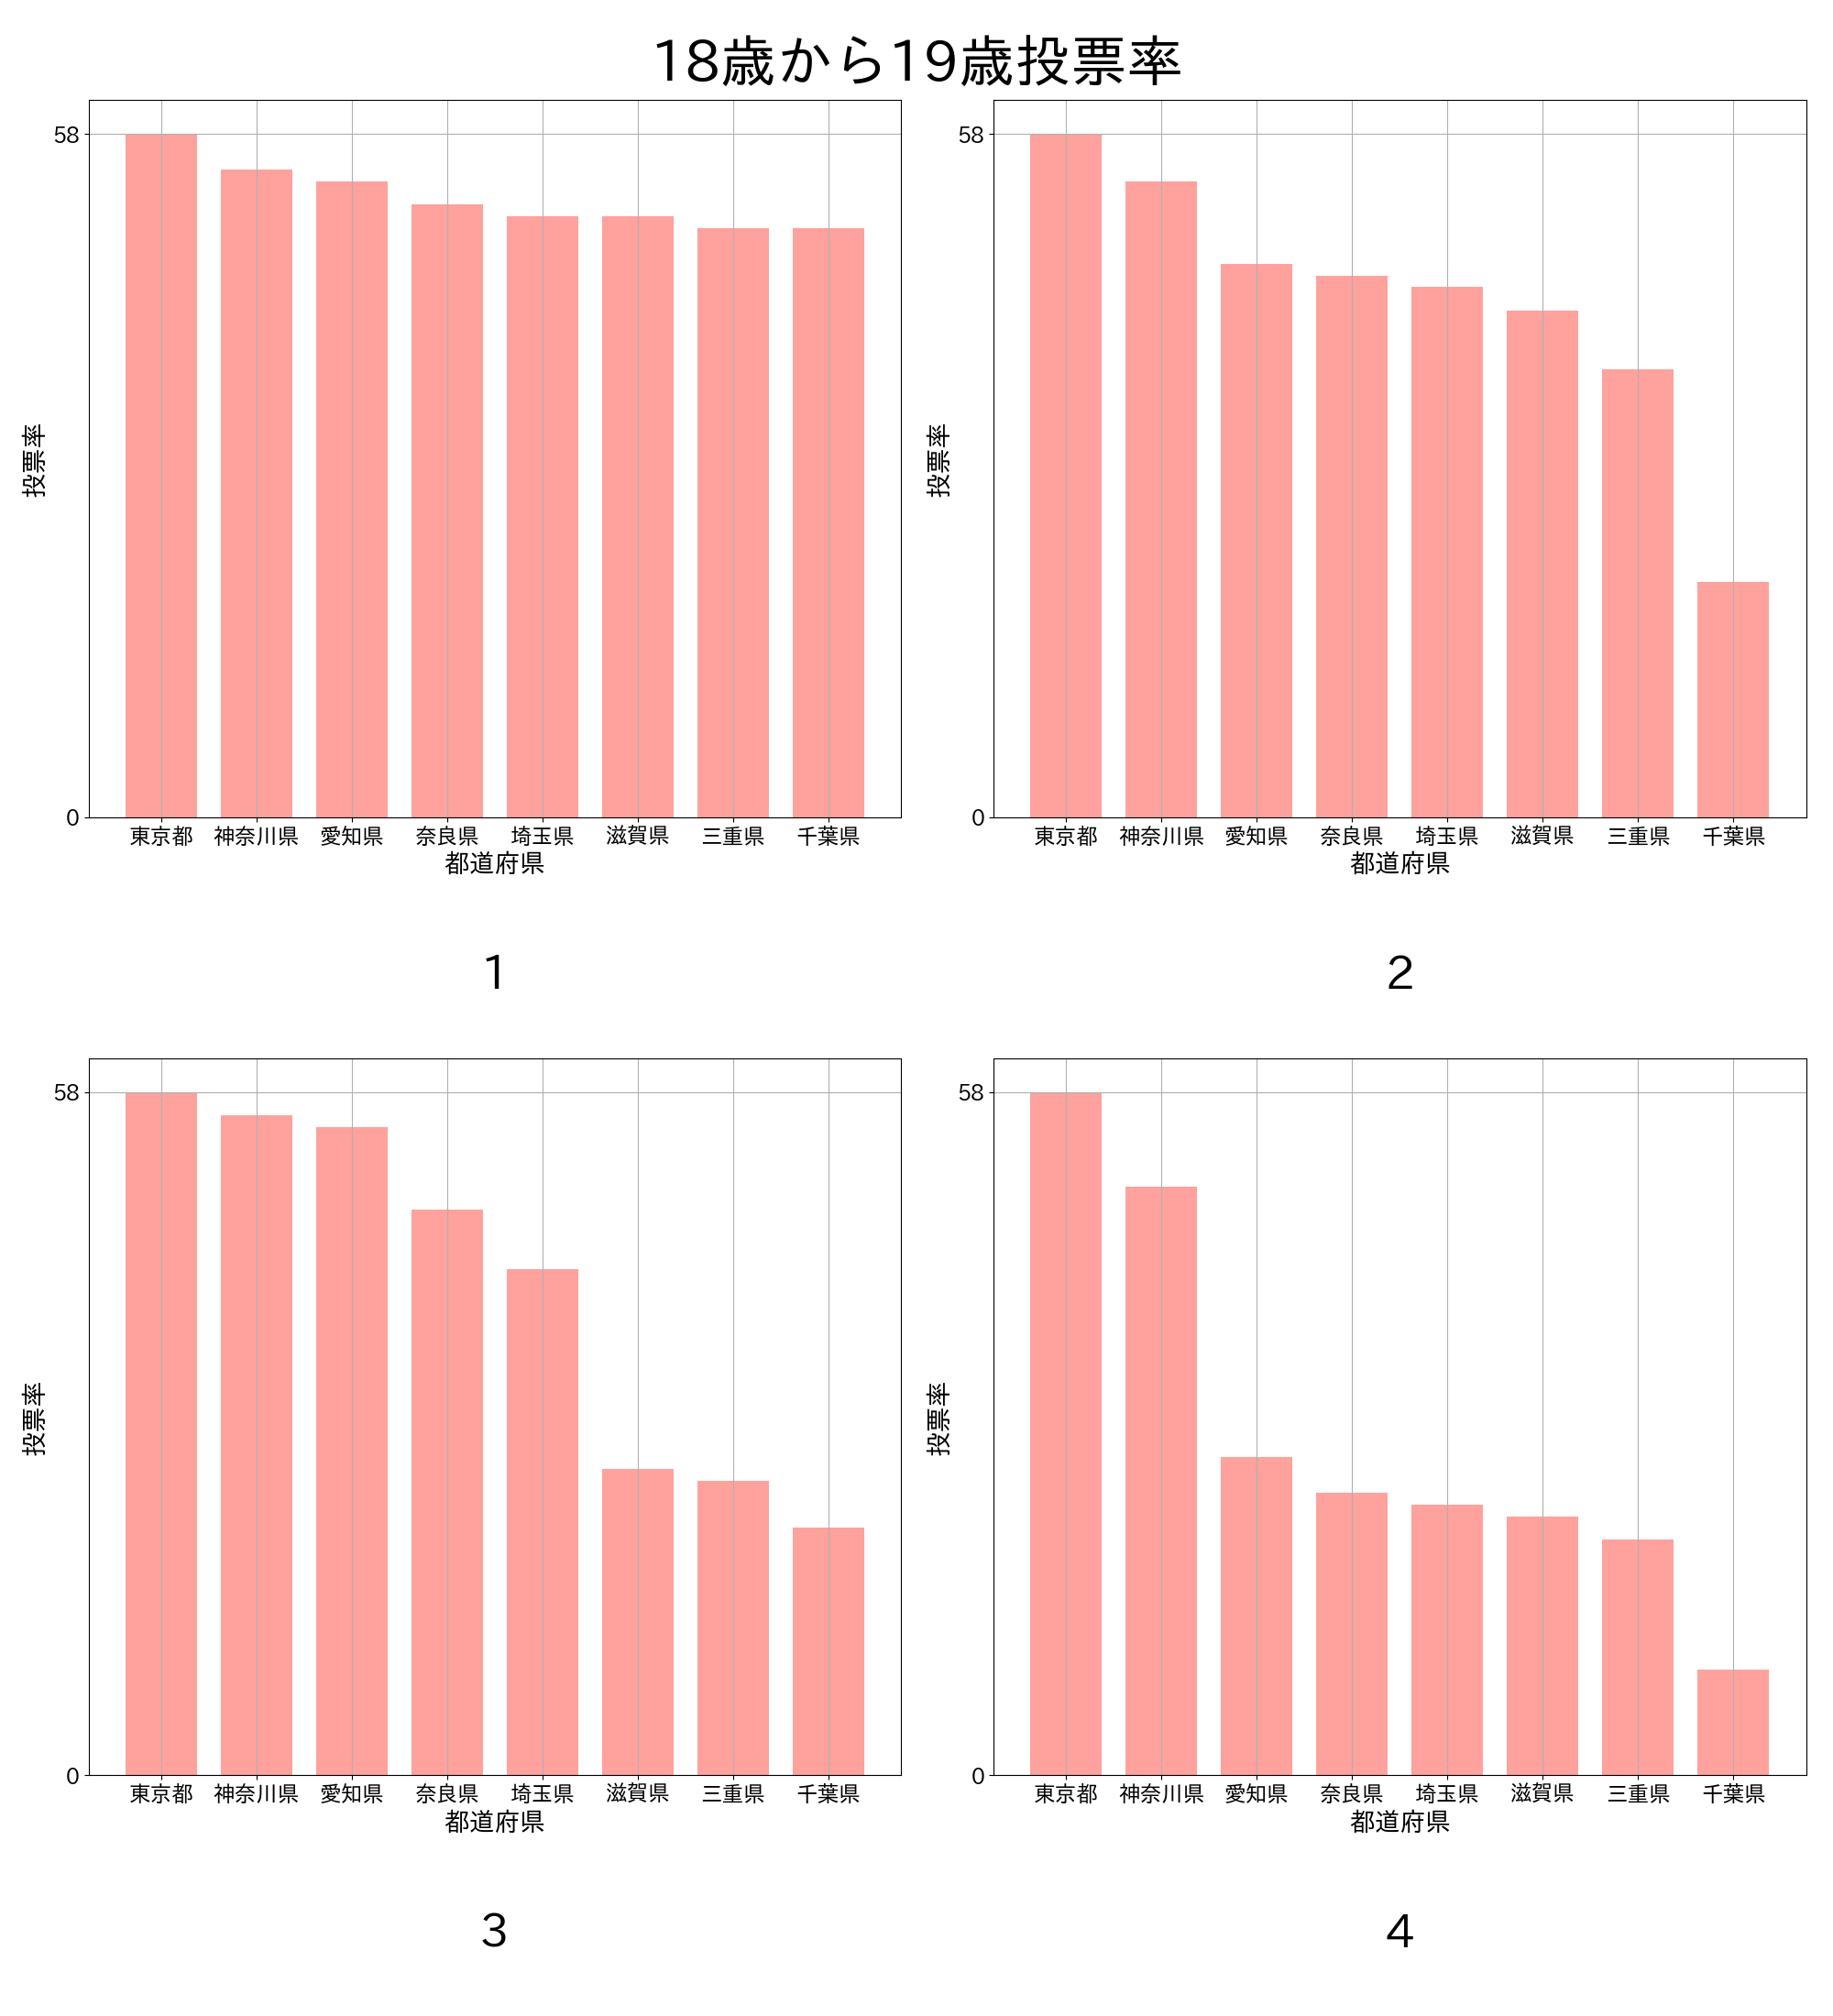 18歳から19歳投票率
58
0
投票率
東京都 神奈川県 愛知県 奈良県 埼玉県 滋賀県 三重県 千葉県
都道府県
1
58
0
投票率
東京都 神奈川県 愛知県 奈良県 埼玉県 滋賀県 三重県 千葉県
都道府県
2
58
0
投票率
東京都 神奈川県 愛知県 奈良県 埼玉県 滋賀県 三重県 千葉県
都道府県
3
58
0
投票率
東京都 神奈川県 愛知県 奈良県 埼玉県 滋賀県 三重県 千葉県
都道府県
4